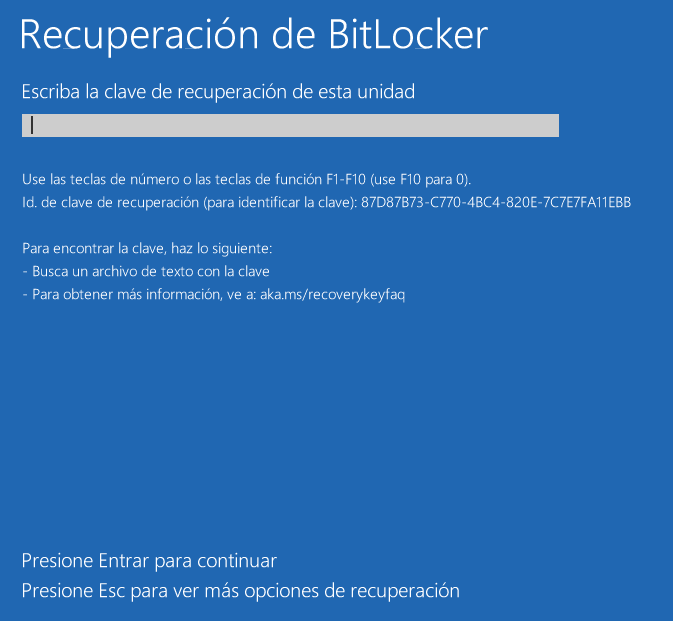 Recuperación de BitLocker
Escriba la clave de recuperación de esta unidad
Use las teclas de número o las teclas de función F1-F10 (use F10 para 0).
Id. de clave de recuperación (para identificar la clave): 87D87B73-C770-4BC4-820E-7C7E7FA11EBB
Para encontrar la clave, haz lo siguiente:
- Busca un archivo de texto con la clave
- Para obtener más información, ve a: aka.ms/recoverykeyfaq
Presione Entrar para continuar
Presione Esc para ver más opciones de recuperación